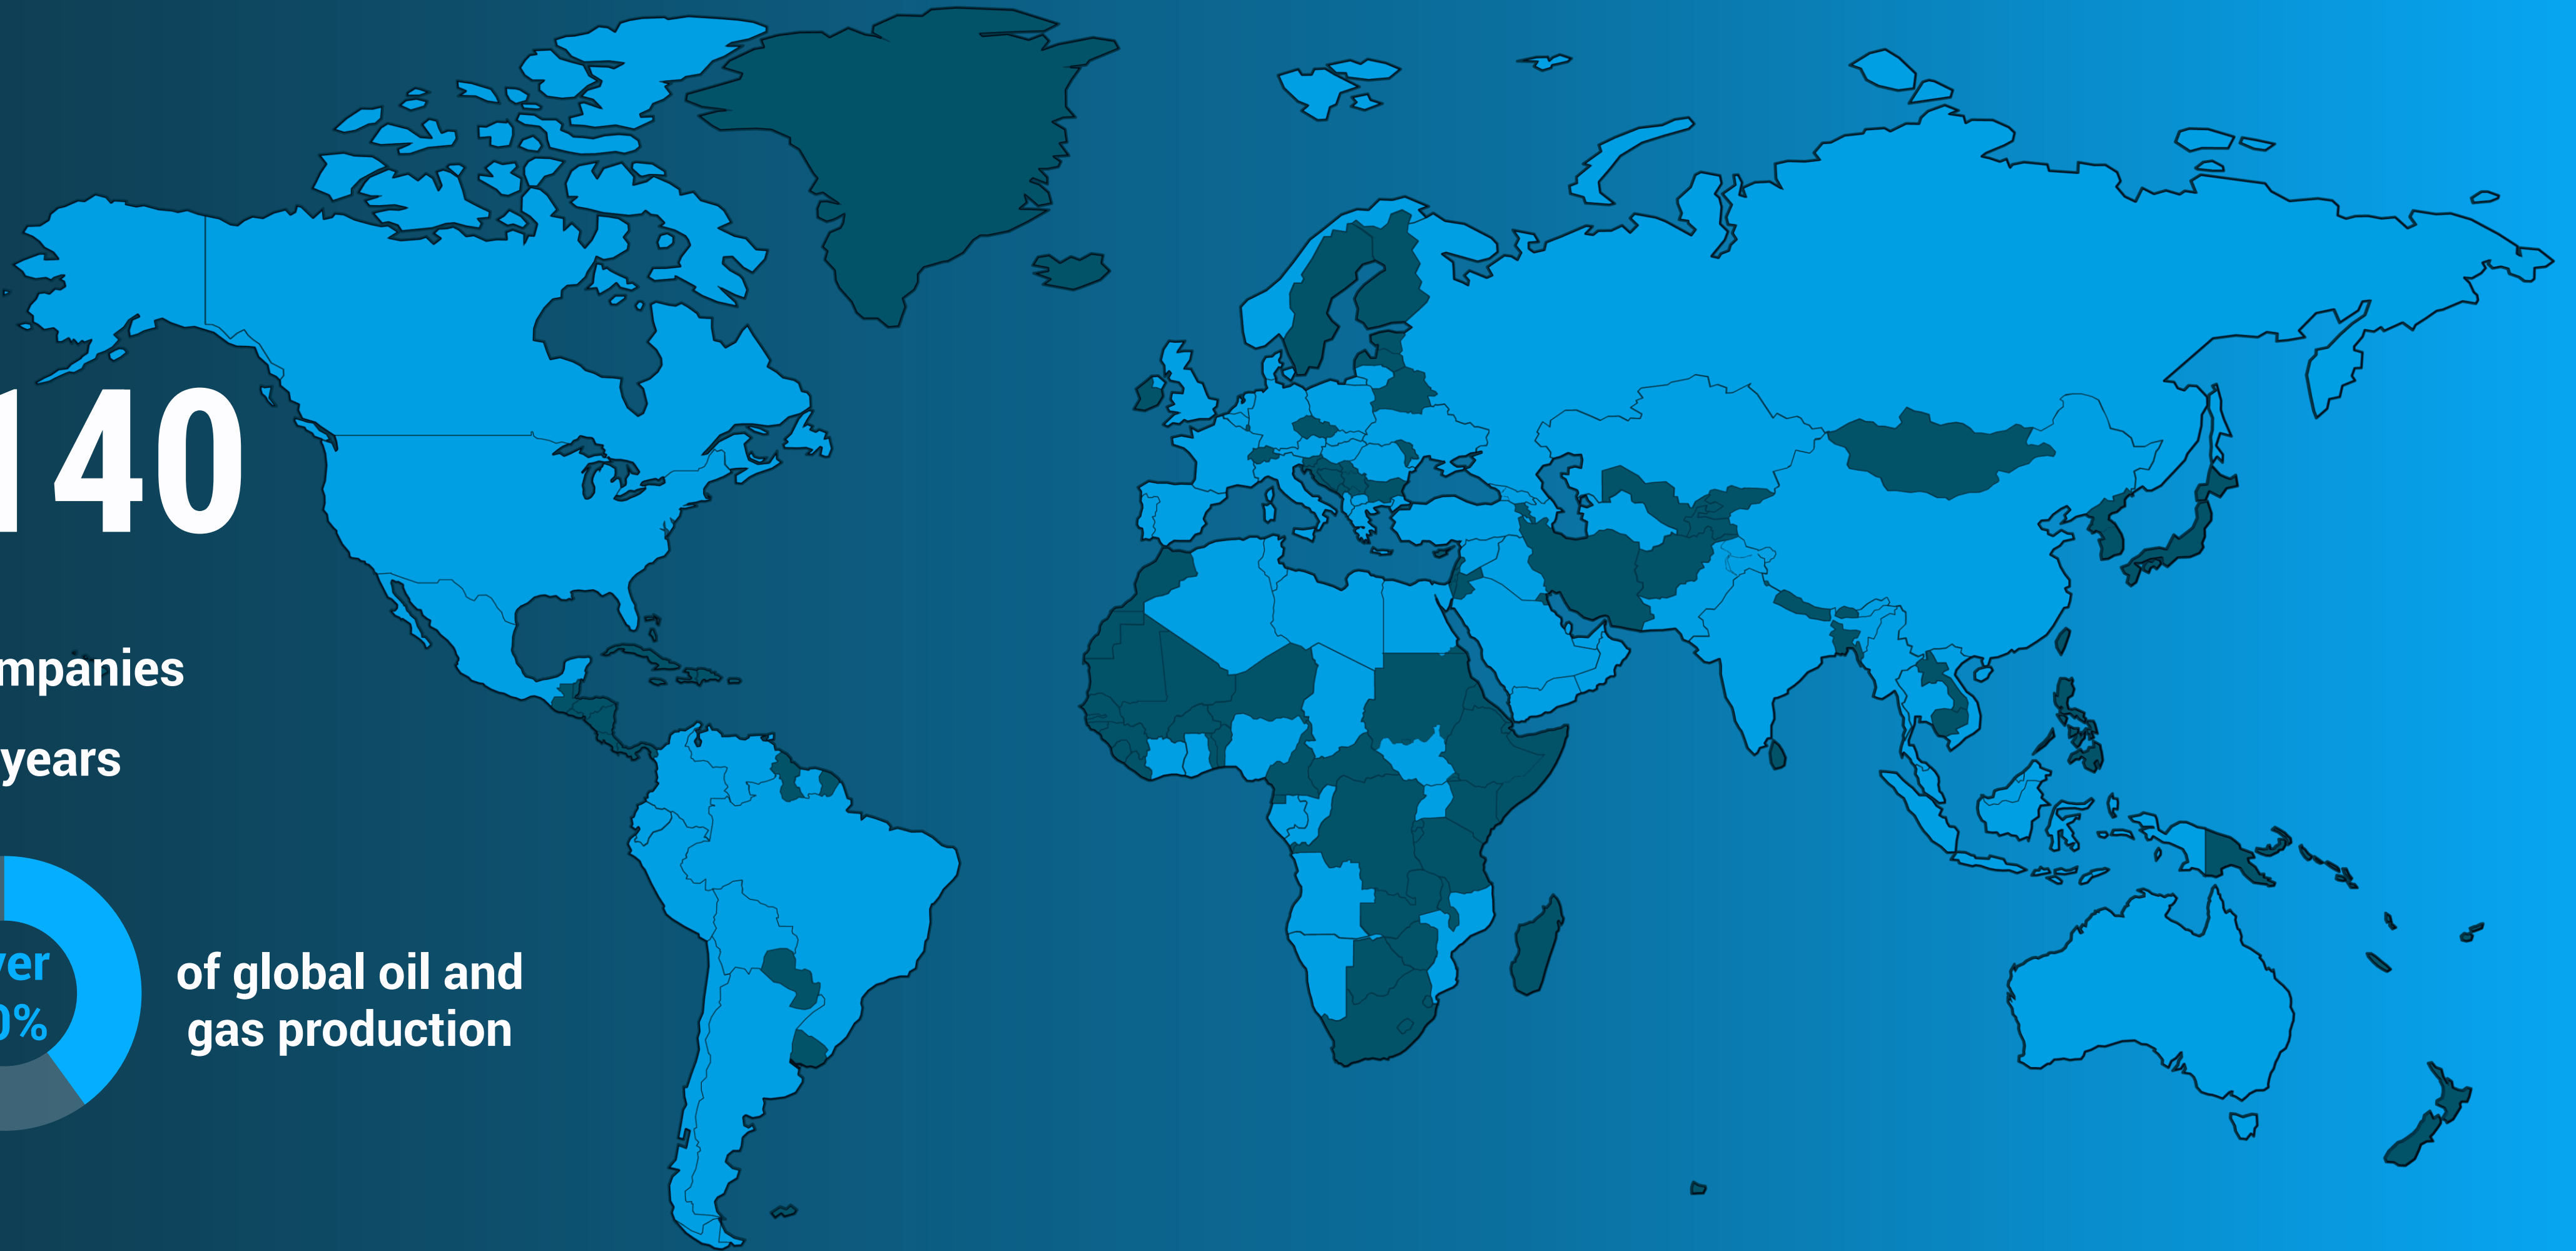 140
mpanies
years
ver
0%
of global oil and
gas production